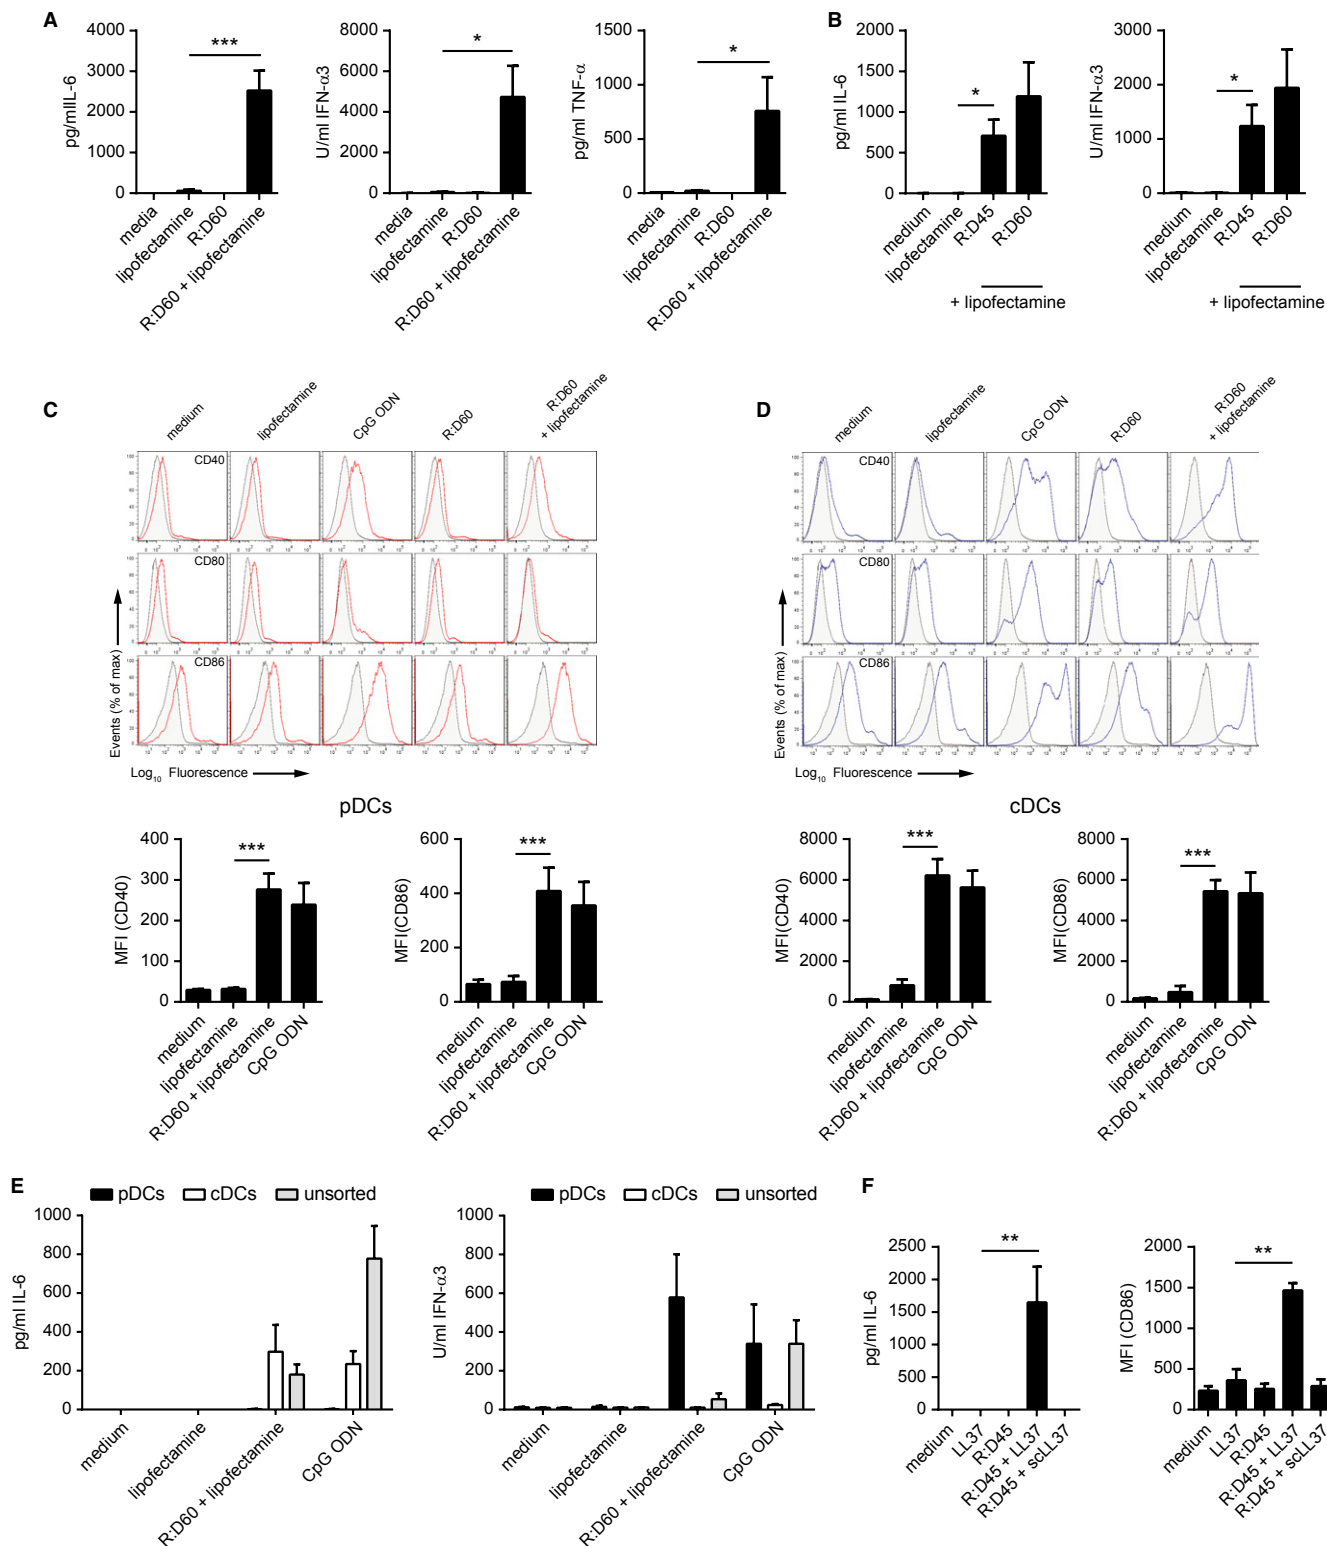 A
pg/mlIL-6
4000
3000
2000
1000
0
***
media
lipofectamine
R:D60
R:D60 + lipofectamine
U/ml IFN-α3
8000
6000
4000
2000
0
*
lipofectamine
R:D60
R:D60 + lipofectamine
pg/ml TNF-α
1500
1000
500
0
*
media
lipofectamine
R:D60
R:D60 + lipofectamine
B
pg/ml IL-6
2000
1500
1000
500
0
*
medium
lipofectamine
R:D45
R:D60
+ lipofectamine
U/ml IFN-α3
3000
2000
1000
0
*
medium
lipofectamine
R:D45
R:D60
+ lipofectamine
C
medium
lipofectamine
CpG ODN
R:D60
R:D60
+ lipofectamine
CD40
CD80
CD86
Events (% of max)
Log10 Fluorescence
pDCs
MFI (CD40)
400
300
200
100
0
***
medium
lipofectamine
R:D60 + lipofectamine
CpG ODN
MFI(CD86)
600
400
200
0
***
medium
lipofectamine
R:D60 + lipofectamine
CpG ODN
D
medium
lipofectamine
CpG ODN
R:D60
R:D60
+ lipofectamine
CD40
CD80
CD86
Events (% of max)
Log10 Fluorescence
cDCs
MFI(CD40)
8000
6000
4000
2000
0
***
medium
lipofectamine
R:D60 + lipofectamine
CpG ODN
MFI(CD86)
8000
6000
4000
2000
0
***
medium
lipofectamine
R:D60 + lipofectamine
CpG ODN
E
pDCs cDCs unsorted
pg/ml IL-6
1000
800
600
400
200
0
medium
lipofectamine
R:D60 + lipofectamine
CpG ODN
pDCs cDCs unsorted
U/ml IFN-α3
1000
800
600
400
200
0
medium
lipofectamine
R:D60 + lipofectamine
CpG ODN
F
pg/ml IL-6
2500
2000
1500
1000
500
0
**
medium
LL37
R:D45
R:D45 + LL37
R:D45 + scLL37
MFI (CD86)
2000
1500
1000
500
0
**
medium
LL37
R:D45
R:D45 + LL37
R:D45 + scLL37